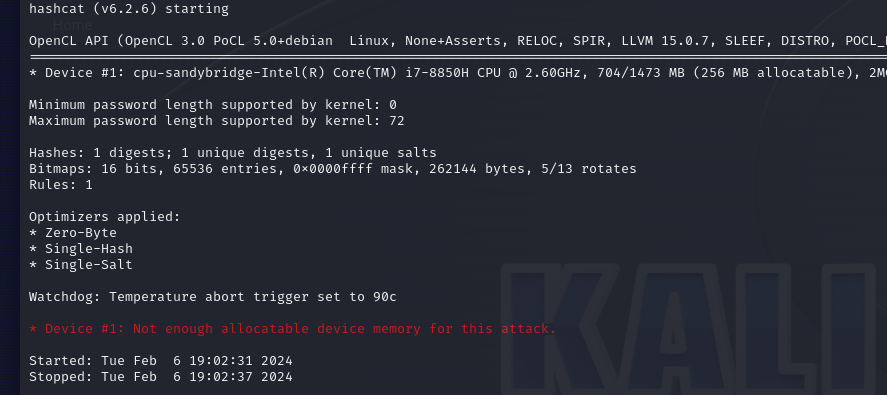 hashcat (v6.2.6) starting
Home
OpenCL API (OpenCL 3.0 PoCL 5.0+debian  Linux, None+Asserts, RELOC, SPIR, LLVM 15.0.7, SLEEF, DISTRO, POCL_
* Device #1: cpu-sandybridge-Intel(R) Core(TM) i7-8850H CPU @ 2.60GHz, 704/1473 MB (256 MB allocatable), 2M
Minimum password length supported by kernel: 0
Maximum password length supported by kernel: 72
Hashes: 1 digests; 1 unique digests, 1 unique salts
Bitmaps: 16 bits, 65536 entries, 0x0000ffff mask, 262144 bytes, 5/13 rotates
Rules: 1
Optimizers applied:
* Zero-Byte
* Single-Hash
* Single-Salt
Watchdog: Temperature abort trigger set to 90c
* Device #1: Not enough allocatable device memory for this attack.
Started: Tue Feb  6 19:02:31 2024
Stopped: Tue Feb  6 19:02:37 2024
KALI